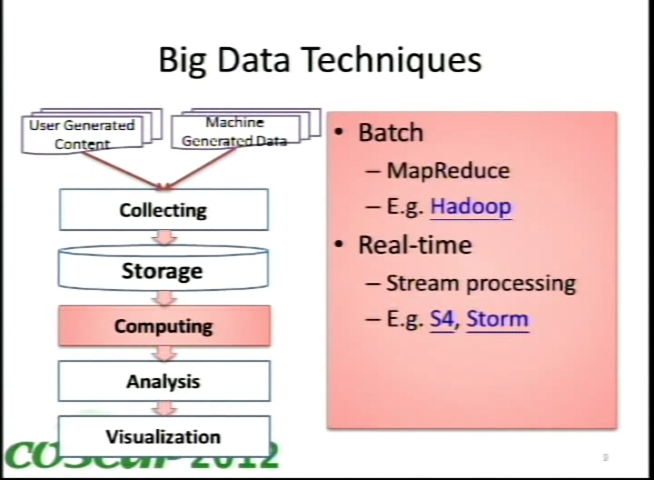 Big Data Techniques
User Generated
Content
Machine
Generated Data
Collecting
Storage
Computing
Analysis
Visualization
• Batch
– MapReduce
– E.g. Hadoop
• Real-time
– Stream processing
– E.g. S4, Storm
COSCUP 2012
9